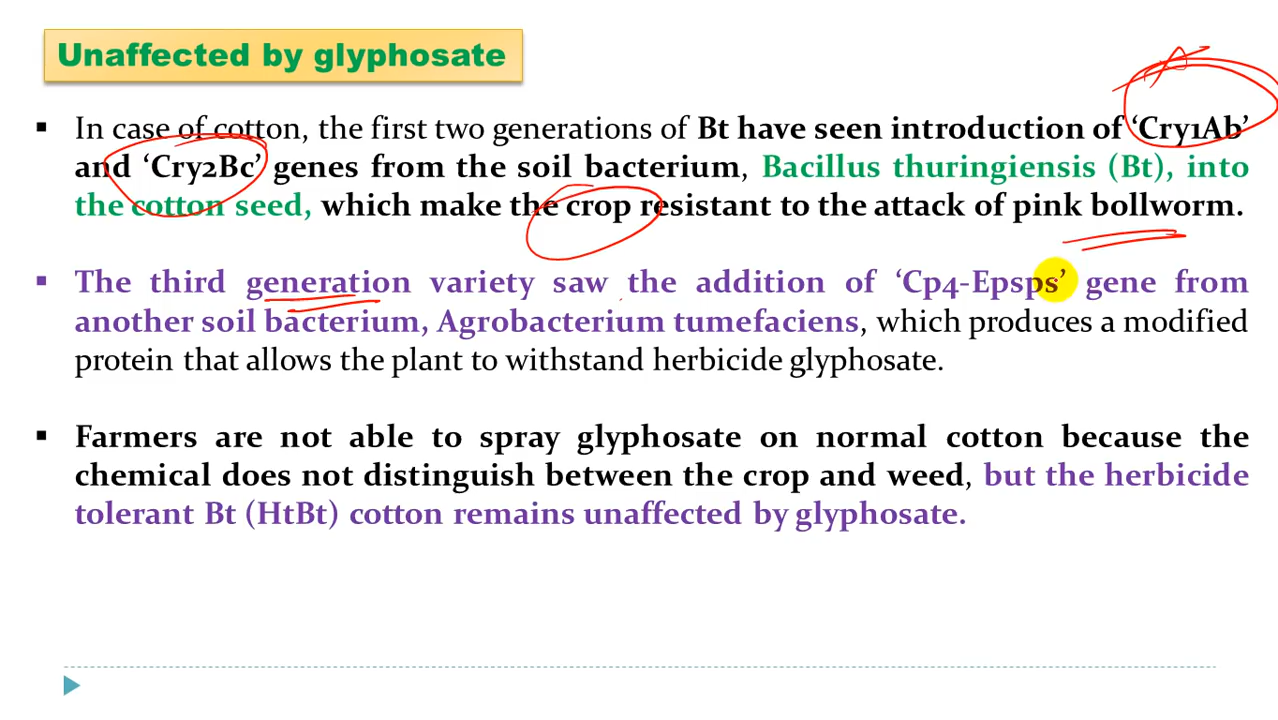 Unaffected by glyphosate
▪ In case of cotton, the first two generations of Bt have seen introduction of ‘Cry1Ab’
and ‘Cry2Bc’ genes from the soil bacterium, Bacillus thuringiensis (Bt), into
the cotton seed, which make the crop resistant to the attack of pink bollworm.
▪ The third generation variety saw the addition of ‘Cp4-Epsps’ gene from
another soil bacterium, Agrobacterium tumefaciens, which produces a modified
protein that allows the plant to withstand herbicide glyphosate.
▪ Farmers are not able to spray glyphosate on normal cotton because the
chemical does not distinguish between the crop and weed, but the herbicide
tolerant Bt (HtBt) cotton remains unaffected by glyphosate.